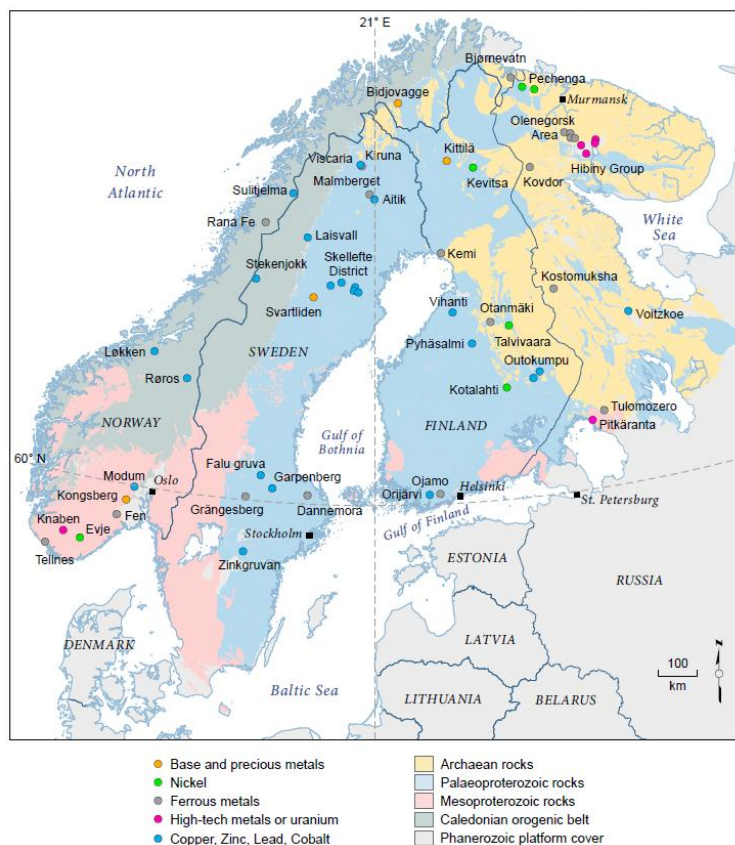 21° E
Bjørnevatn
Pechenga
Bidjovagge
Murmansk
Olenegorsk
Area
North
Atlantic
Viscaria
Kiruna
Kittilä
Hibiny Group
Malmberget
Kevitsa
Kovdor
Sulitjelma
Aitik
Rana Fe
White
Sea
Laisvall
Kemi
Stekenjokk
Skellefte
District
Kostomuksha
Svartliden
Vihanti
Otanmäki
Voitzkoe
Talvivaara
Løkken
SWEDEN
Pyhäsalmi
Outokumpu
Røros
Kotalahti
NORWAY
Tulomozero
FINLAND
Pitkäranta
60° N
Gulf of
Bothnia
Falu gruva
Modum
Oslo
Garpenberg
Ojamo
Helsinki
Kongsberg
Orijärvi
St. Petersburg
Grängesberg
Dannemora
Knaben
Evje
Fen
Gulf of Finland
Stockholm
Tellnes
Zinkgruvan
ESTONIA
RUSSIA
DENMARK
LATVIA
100
km
N
Baltic Sea
LITHUANIA
BELARUS
Base and precious metals
Nickel
Ferrous metals
High-tech metals or uranium
Copper, Zinc, Lead, Cobalt
Archaean rocks
Palaeoproterozoic rocks
Mesoproterozoic rocks
Caledonian orogenic belt
Phanerozoic platform cover